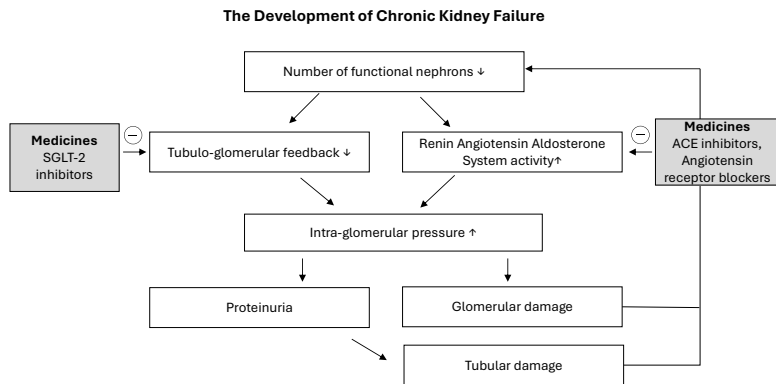 The Development of Chronic Kidney Failure
Number of functional nephrons ↓
Medicines
SGLT-2
inhibitors
−
Tubulo-glomerular feedback ↓
Renin Angiotensin Aldosterone
System activity↑
−
Medicines
ACE inhibitors,
Angiotensin
receptor blockers
Intra-glomerular pressure ↑
Proteinuria
Glomerular damage
Tubular damage